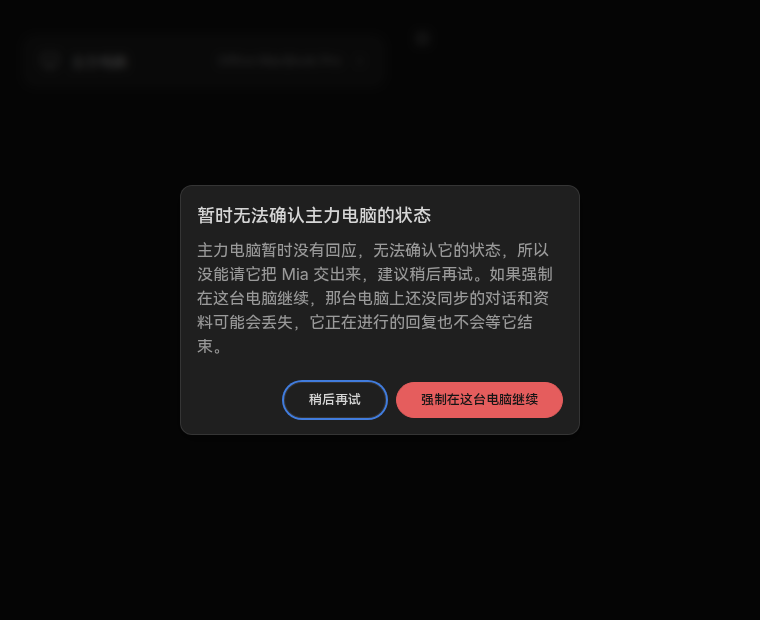 暂时无法确认主力电脑的状态
主力电脑暂时没有回应，无法确认它的状态，所以
没能请它把 Mia 交出来，建议稍后再试。如果强制
在这台电脑继续，那台电脑上还没同步的对话和资
料可能会丢失，它正在进行的回复也不会等它结
束。
稍后再试
强制在这台电脑继续